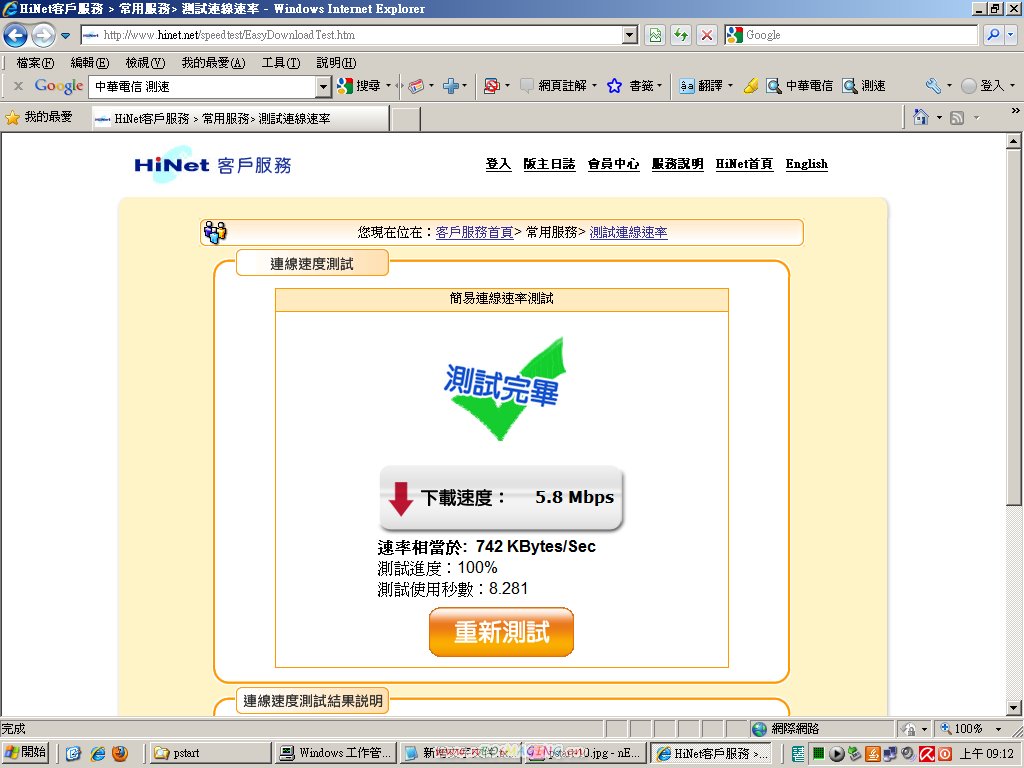 HiNet客戶服務 > 常用服務> 測試連線速率 - Windows Internet Explorer
http://www.hinet.net/speedtest/EasyDownloadTest.htm
Google
檔案(F) 編輯(E) 檢視(V) 我的最愛(A) 工具(T) 說明(H)
x Google 中華電信 測速 搜尋 網頁註解 書籤 翻譯 中華電信 測速 登入
我的最愛 HiNet客戶服務 > 常用服務> 測試連線速率
HiNet 客戶服務
登入 版主日誌 會員中心 服務說明 HiNet首頁 English
您現在位在：客戶服務首頁> 常用服務> 測試連線速率
連線速度測試
簡易連線速率測試
測試完畢
下載速度： 5.8 Mbps
速率相當於: 742 KBytes/Sec
測試進度：100%
測試使用秒數：8.281
重新測試
連線速度測試結果説明
完成 網際網路 100%
開始 pstart Windows 工作管... HiNet客戶服務 >... 上午 09:12